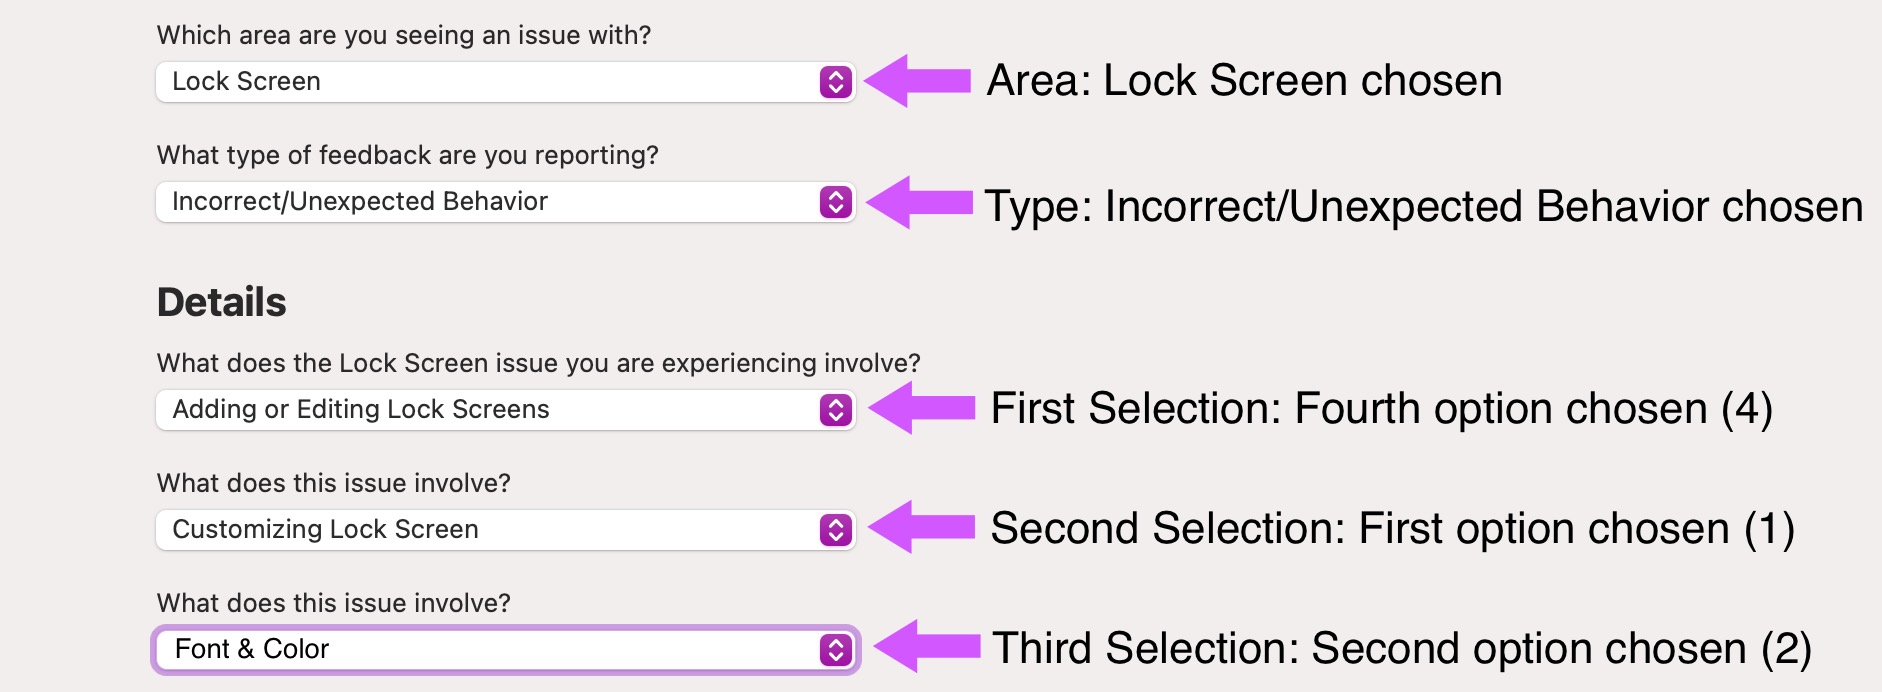 Which area are you seeing an issue with?
Lock Screen
Area: Lock Screen chosen
What type of feedback are you reporting?
Incorrect/Unexpected Behavior
Type: Incorrect/Unexpected Behavior chosen
Details
What does the Lock Screen issue you are experiencing involve?
Adding or Editing Lock Screens
First Selection: Fourth option chosen (4)
What does this issue involve?
Customizing Lock Screen
Second Selection: First option chosen (1)
What does this issue involve?
Font & Color
Third Selection: Second option chosen (2)